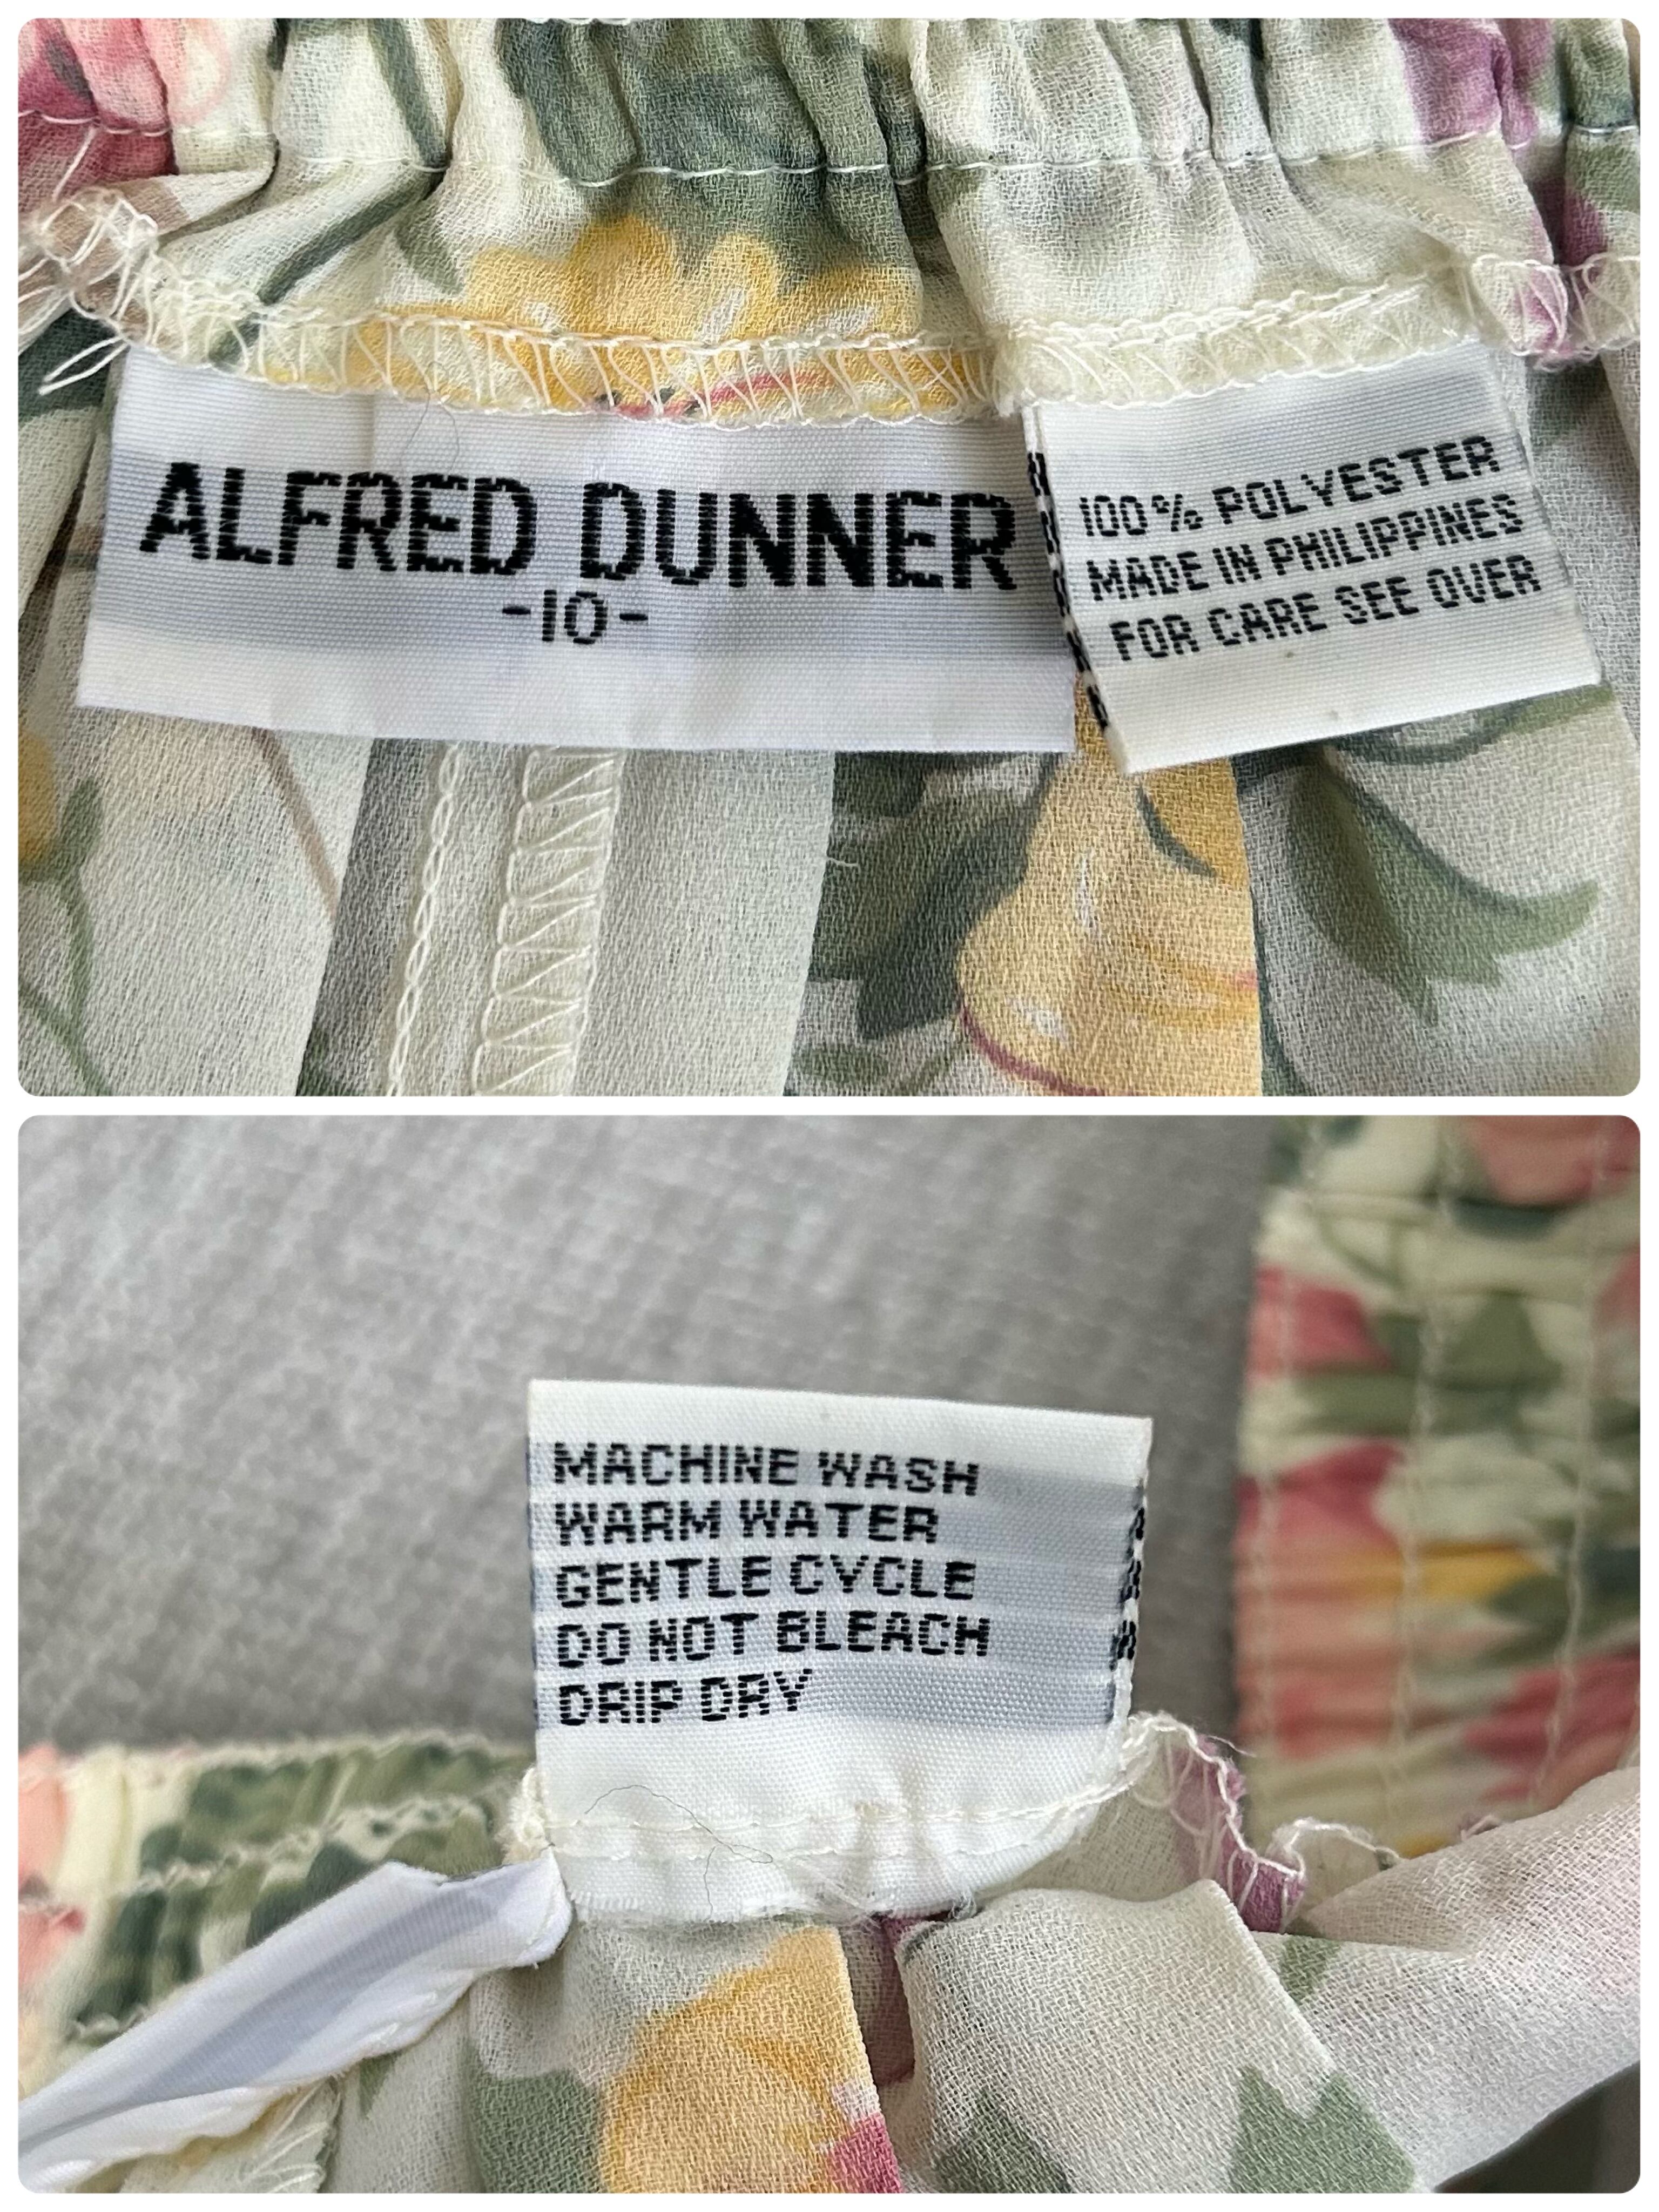 ALFRED DUNNER
-10-
100% POLYESTER
MADE IN PHILIPPINES
FOR CARE SEE OVER
MACHINE WASH
WARM WATER
GENTLE CYCLE
DO NOT BLEACH
DRIP DRY